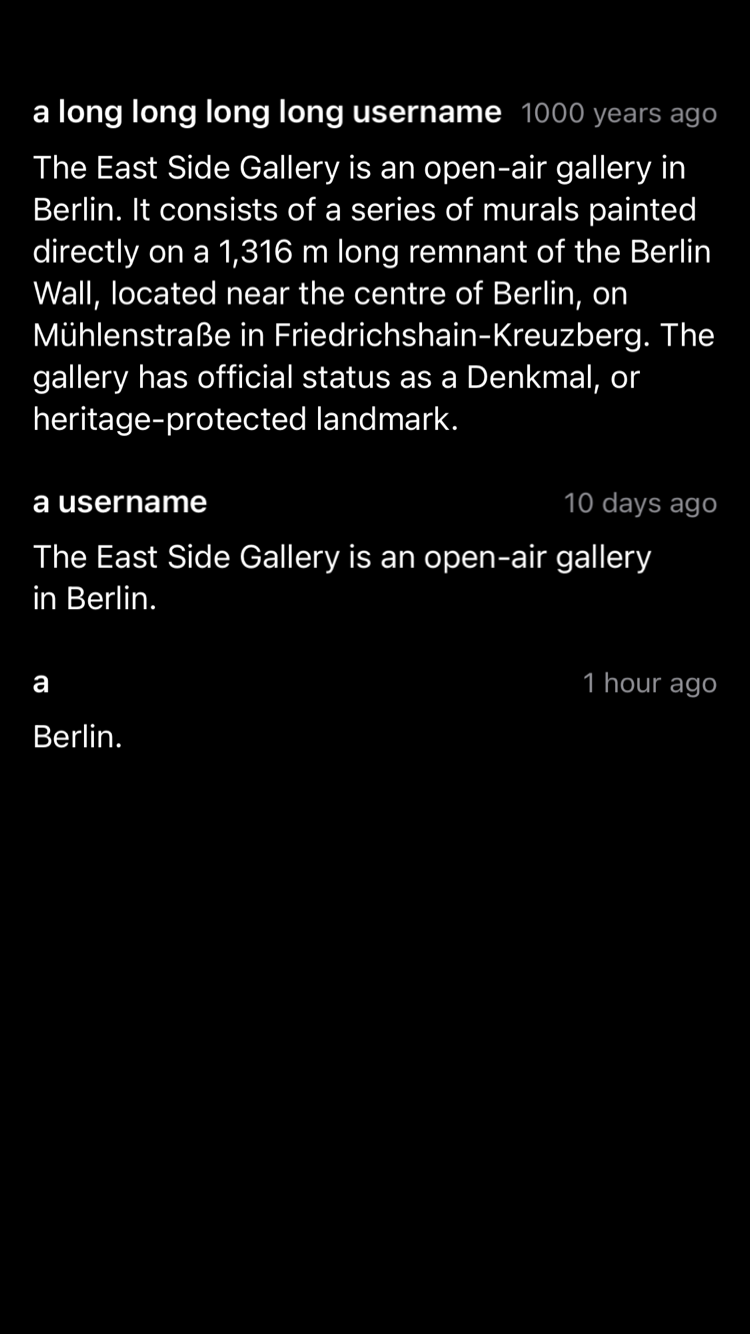 a long long long long username 1000 years ago
The East Side Gallery is an open-air gallery in
Berlin. It consists of a series of murals painted
directly on a 1,316 m long remnant of the Berlin
Wall, located near the centre of Berlin, on
Mühlenstraße in Friedrichshain-Kreuzberg. The
gallery has official status as a Denkmal, or
heritage-protected landmark.
a username 10 days ago
The East Side Gallery is an open-air gallery
in Berlin.
a 1 hour ago
Berlin.